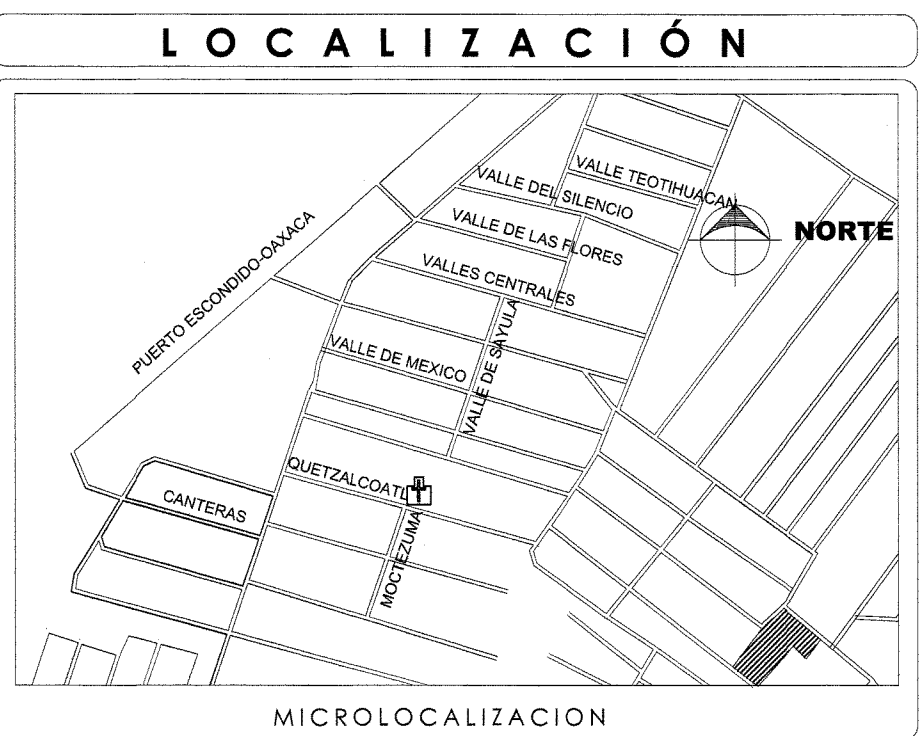 LOCALIZACIÓN
VALLE TEOTIHUACAN
VALLE DEL SILENCIO
NORTE
VALLE DE LAS FLORES
PUERTO ESCONDIDO-OAXACA
VALLES CENTRALES
VALLE DE SAYULA
VALLE DE MEXICO
QUETZALCOATL
CANTERAS
MOCTEZUMA
MICROLOCALIZACION